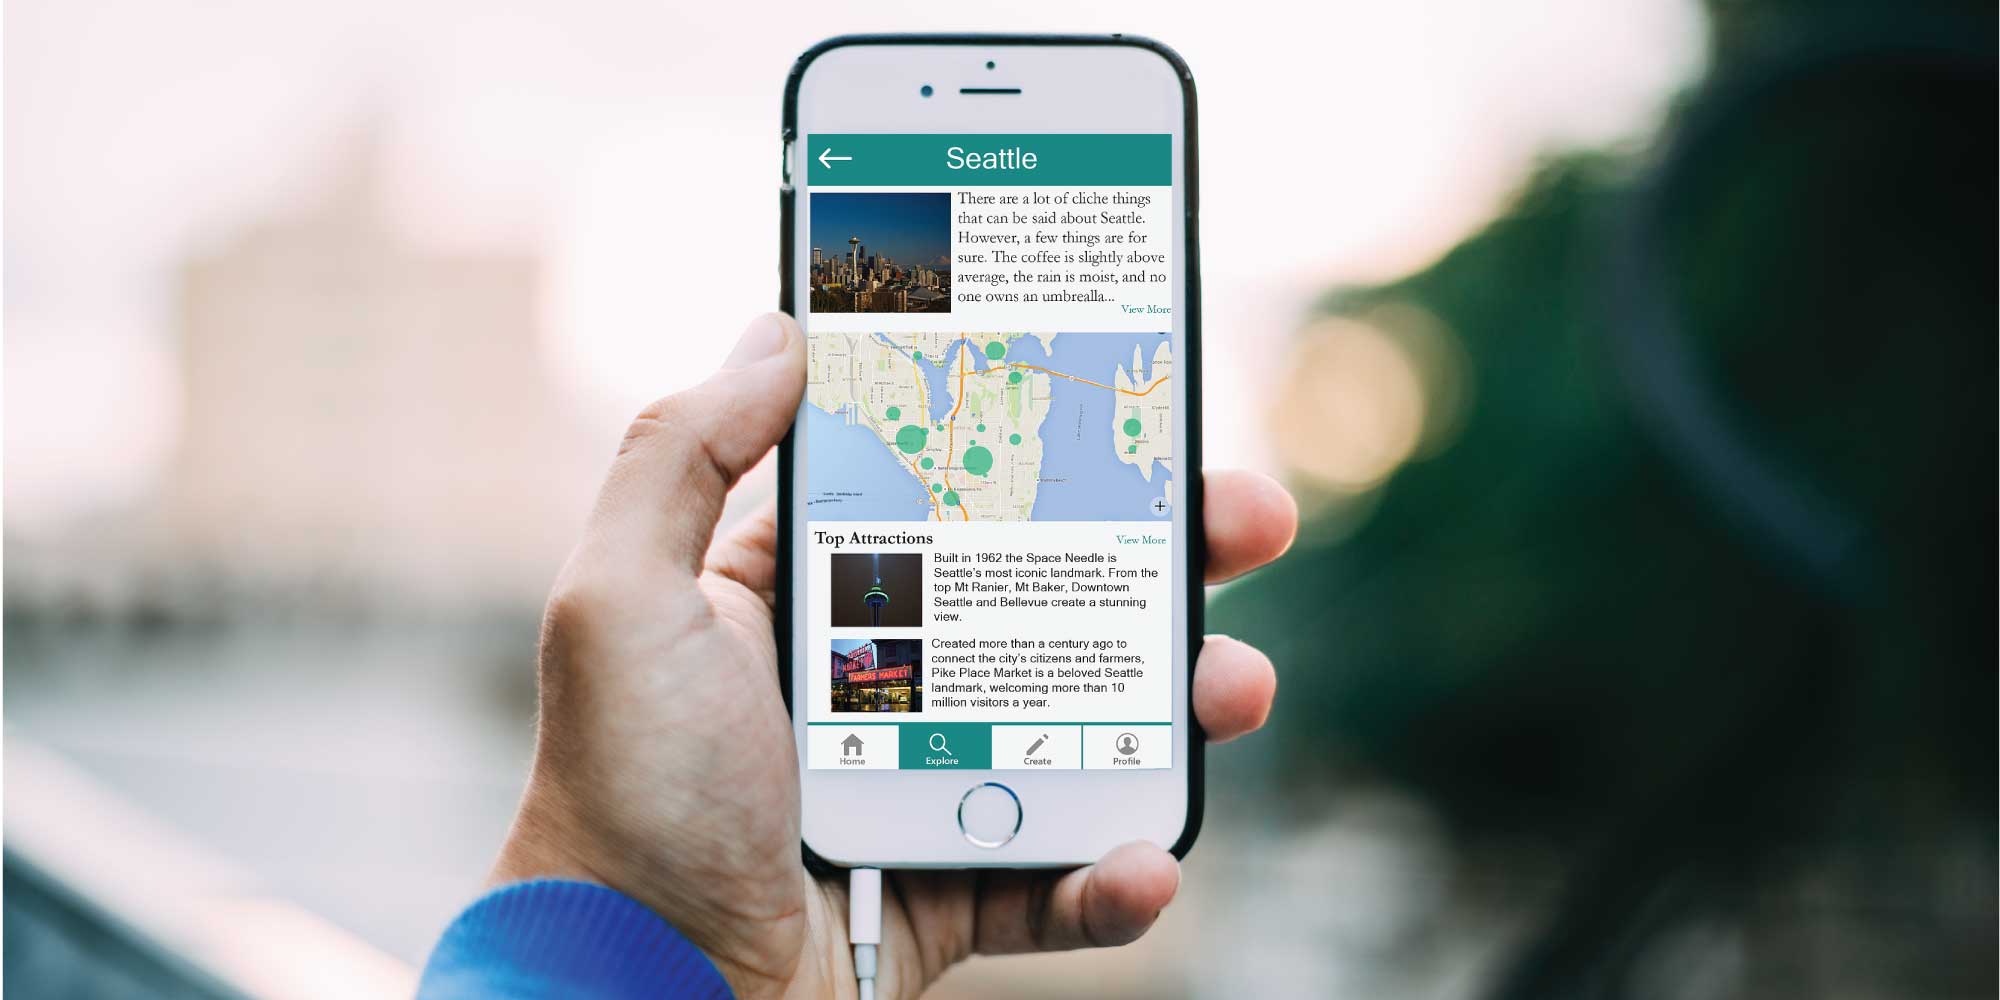 Seattle
There are a lot of cliche things
that can be said about Seattle.
However, a few things are for
sure. The coffee is slightly above
average, the rain is moist, and no
one owns an umbrealla...
View More
Top Attractions
View More
Built in 1962 the Space Needle is
Seattle's most iconic landmark. From the
top Mt Ranier, Mt Baker, Downtown
Seattle and Bellevue create a stunning
view.
FARMERS MARKET
Created more than a century ago to
connect the city's citizens and farmers,
Pike Place Market is a beloved Seattle
landmark, welcoming more than 10
million visitors a year.
Home
Explore
Create
Profile